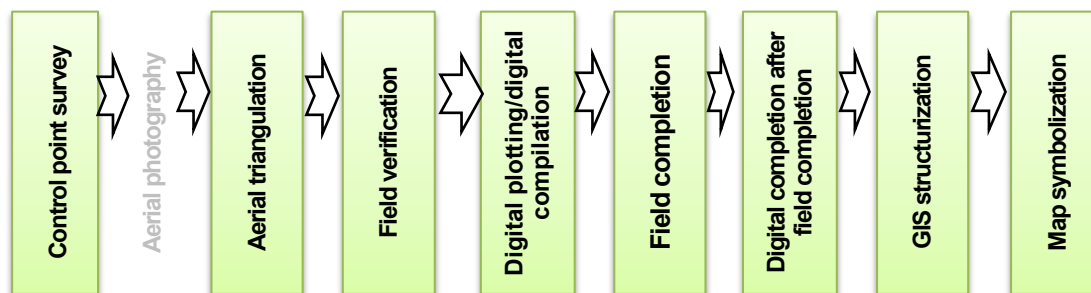 Control point survey
Aerial photography
Aerial triangulation
Field verification
Digital plotting/digital
compilation
Field completion
Digital completion after
field completion
GIS structurization
Map symbolization